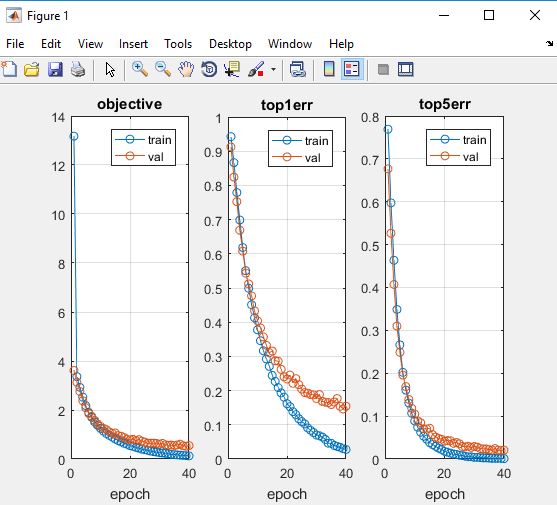 Figure 1
File Edit View Insert Tools Desktop Window Help
objective
14
12
10
8
6
4
2
0
0 20 40
epoch
train
val
top1err
1
0.9
0.8
0.7
0.6
0.5
0.4
0.3
0.2
0.1
0
0 20 40
epoch
train
val
top5err
0.8
0.7
0.6
0.5
0.4
0.3
0.2
0.1
0
0 20 40
epoch
train
val